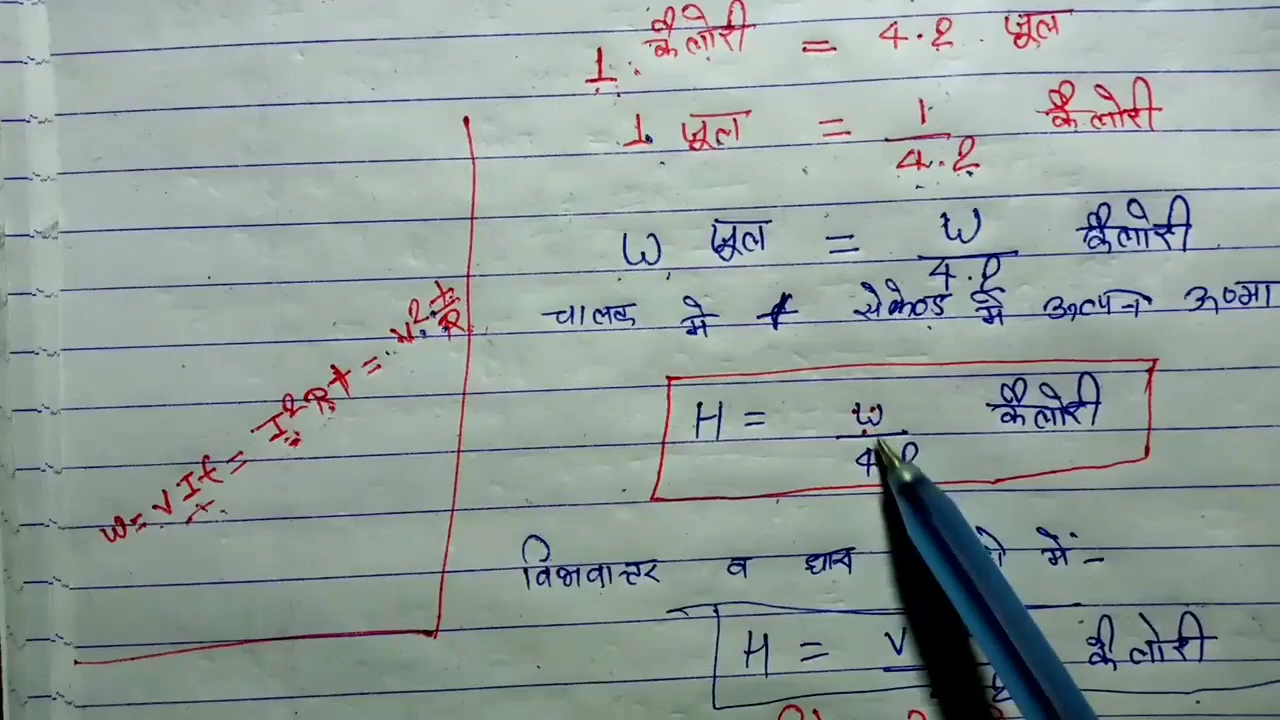 1 कैलोरी = 4.2 जूल
1 जूल = 1/4.2 कैलोरी
W जूल = W/4.2 कैलोरी
चालक में t सेकेण्ड में उत्पन्न ऊष्मा
H = W/4.2 कैलोरी
W = VIt = I²Rt = V² t/R
विभवान्तर व धारा में:-
H = V कैलोरी